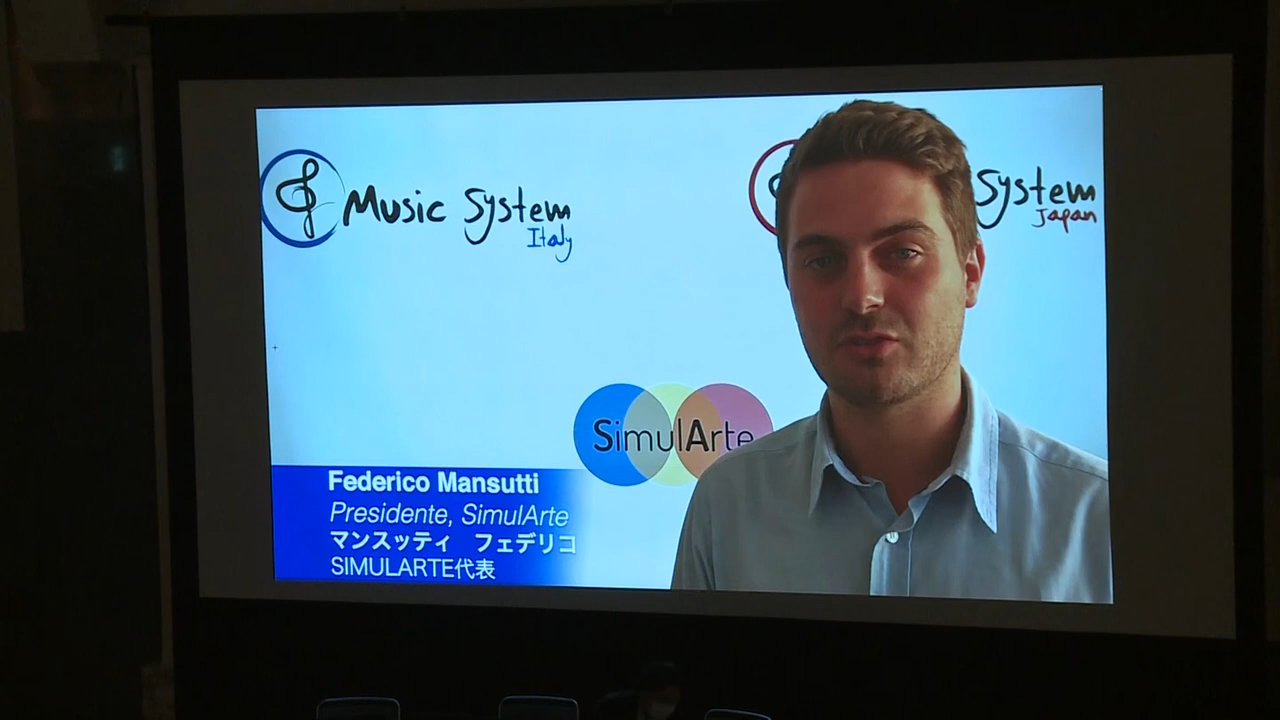 Music System
Italy
System
Japan
SimulArte
Federico Mansutti
Presidente, SimulArte
マンスッティ　フェデリコ
SIMULARTE代表